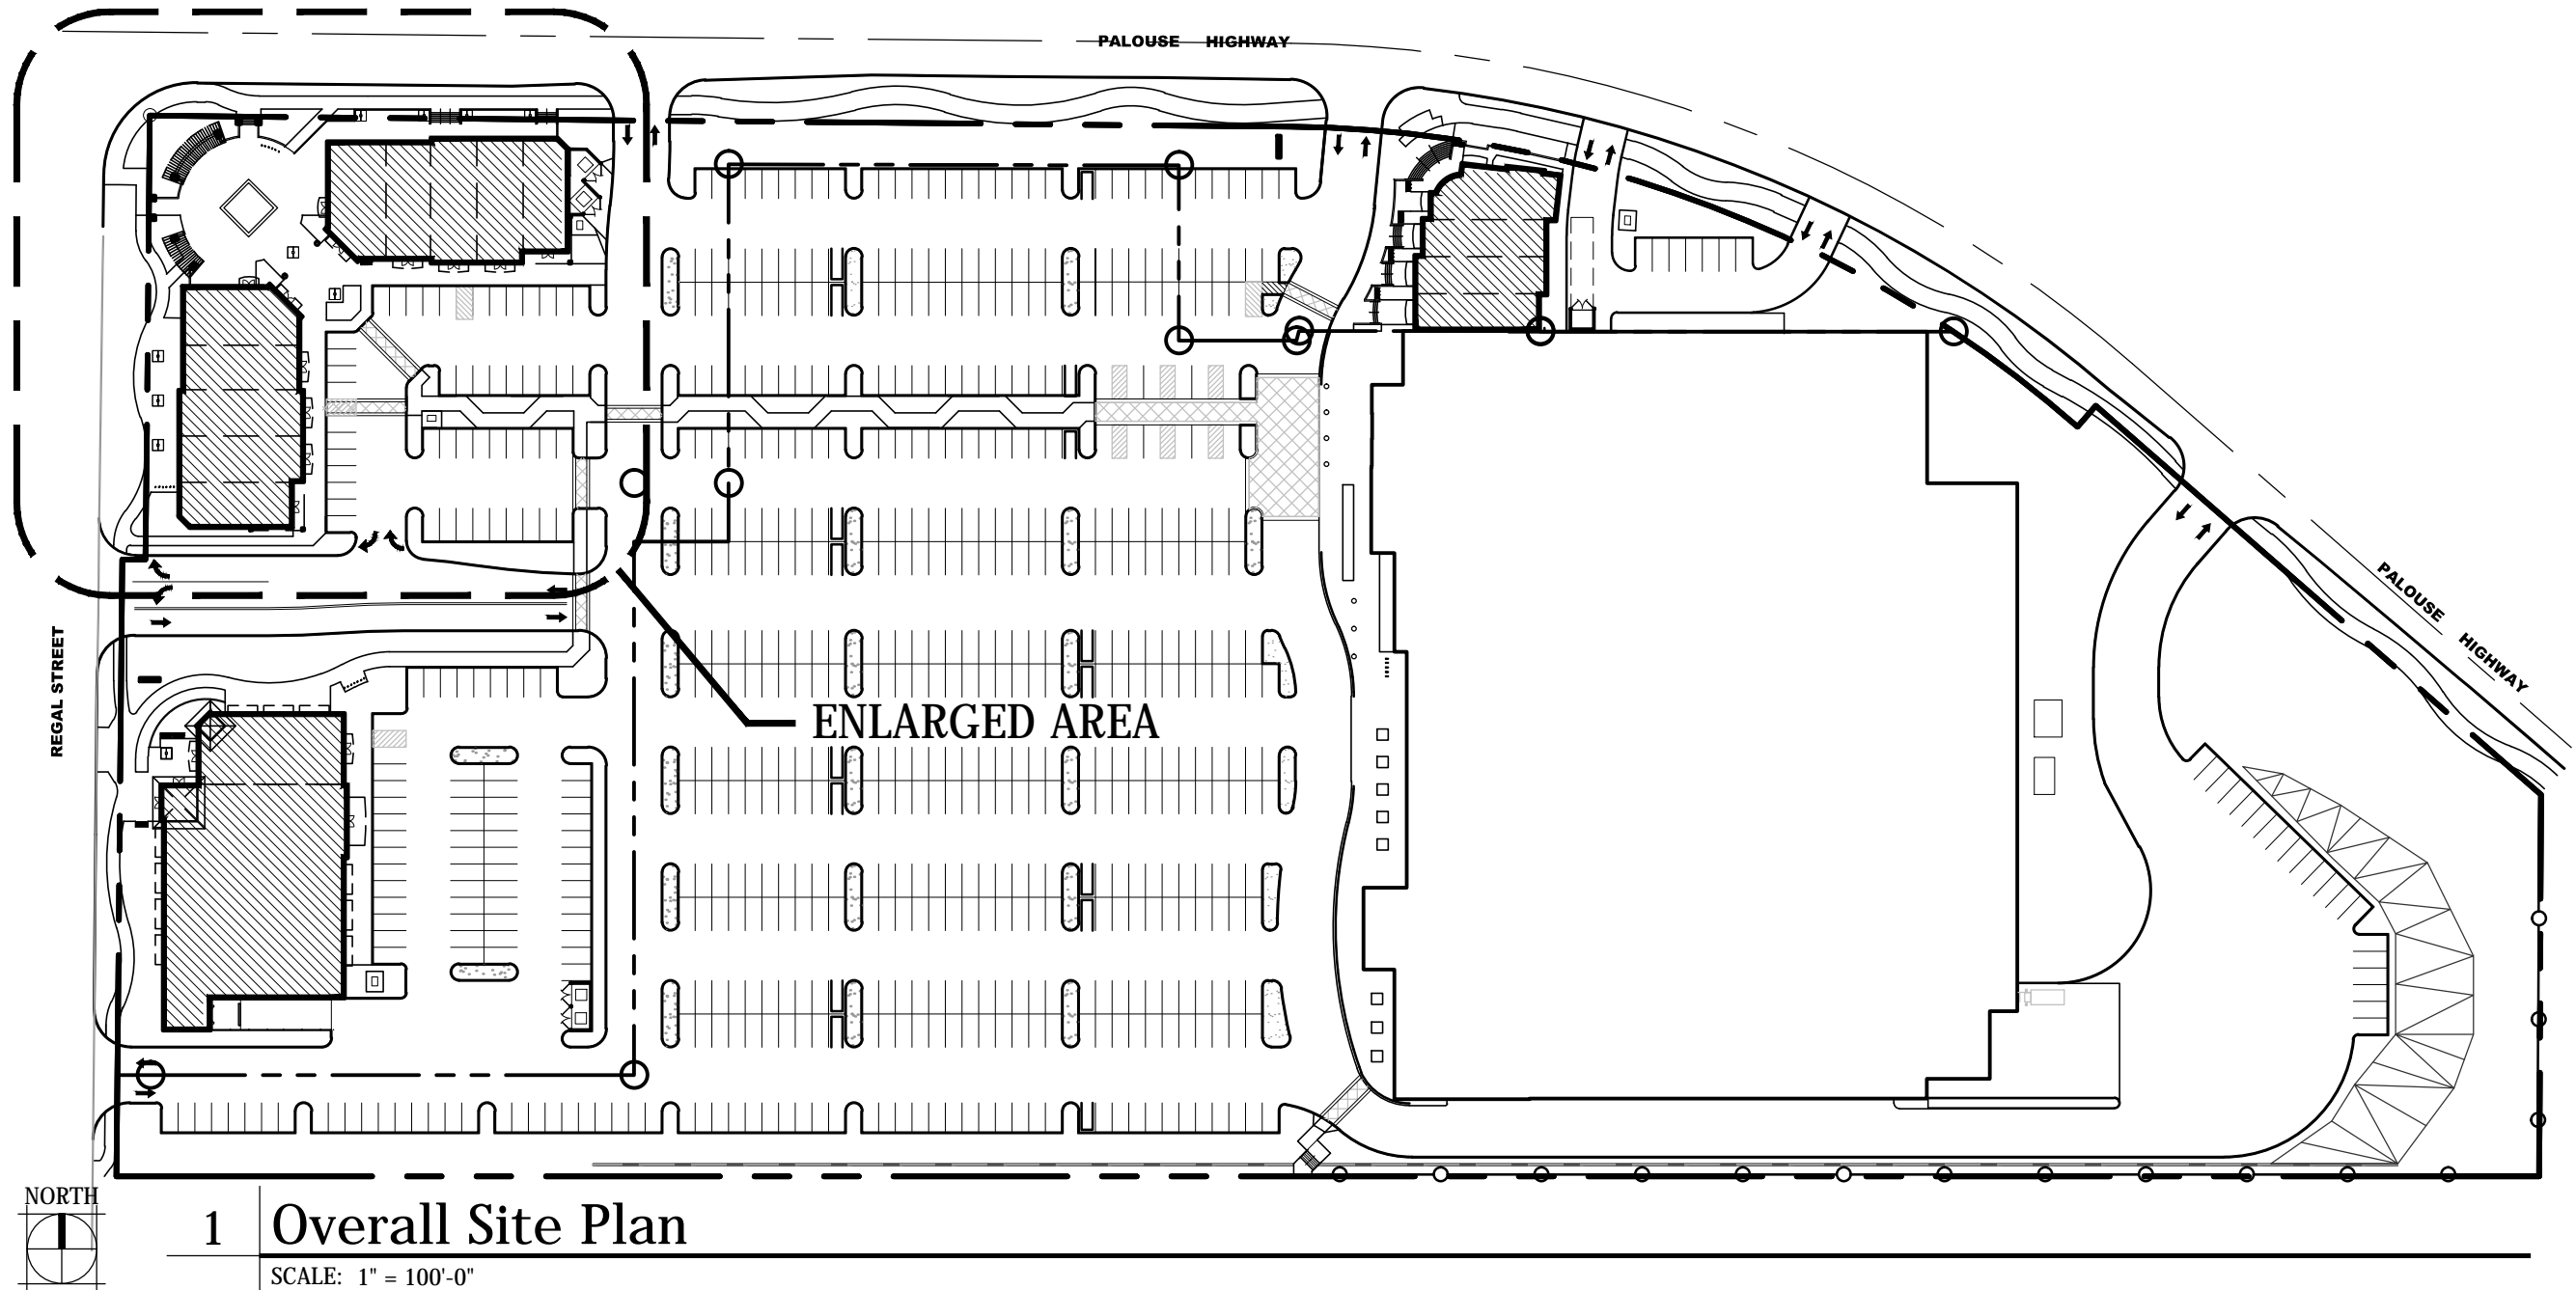 PALOUSE HIGHWAY
PALOUSE HIGHWAY
REGAL STREET
ENLARGED AREA
NORTH
1 Overall Site Plan
SCALE: 1" = 100'-0"